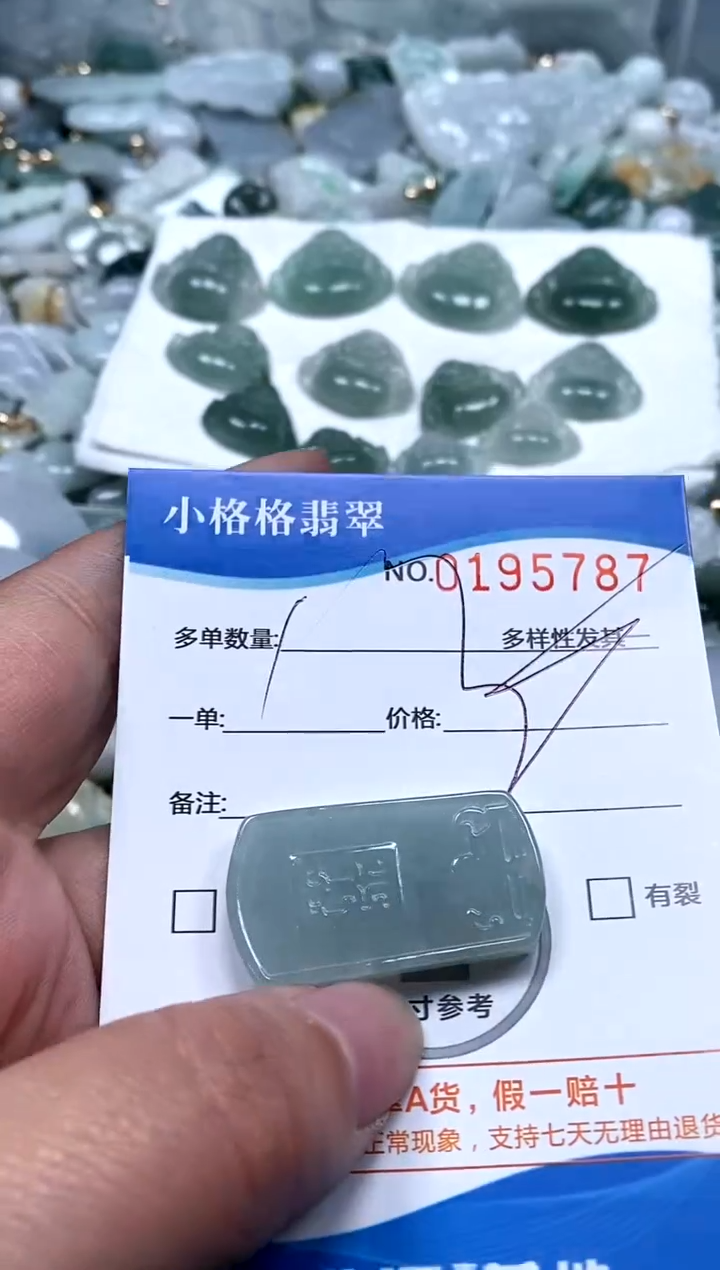 小格格翡翠
NO.0195787
多单数量: 多样性发其
一单: 价格:
备注:
有裂
寸参考
A货，假一赔十
正常现象，支持七天无理由退货